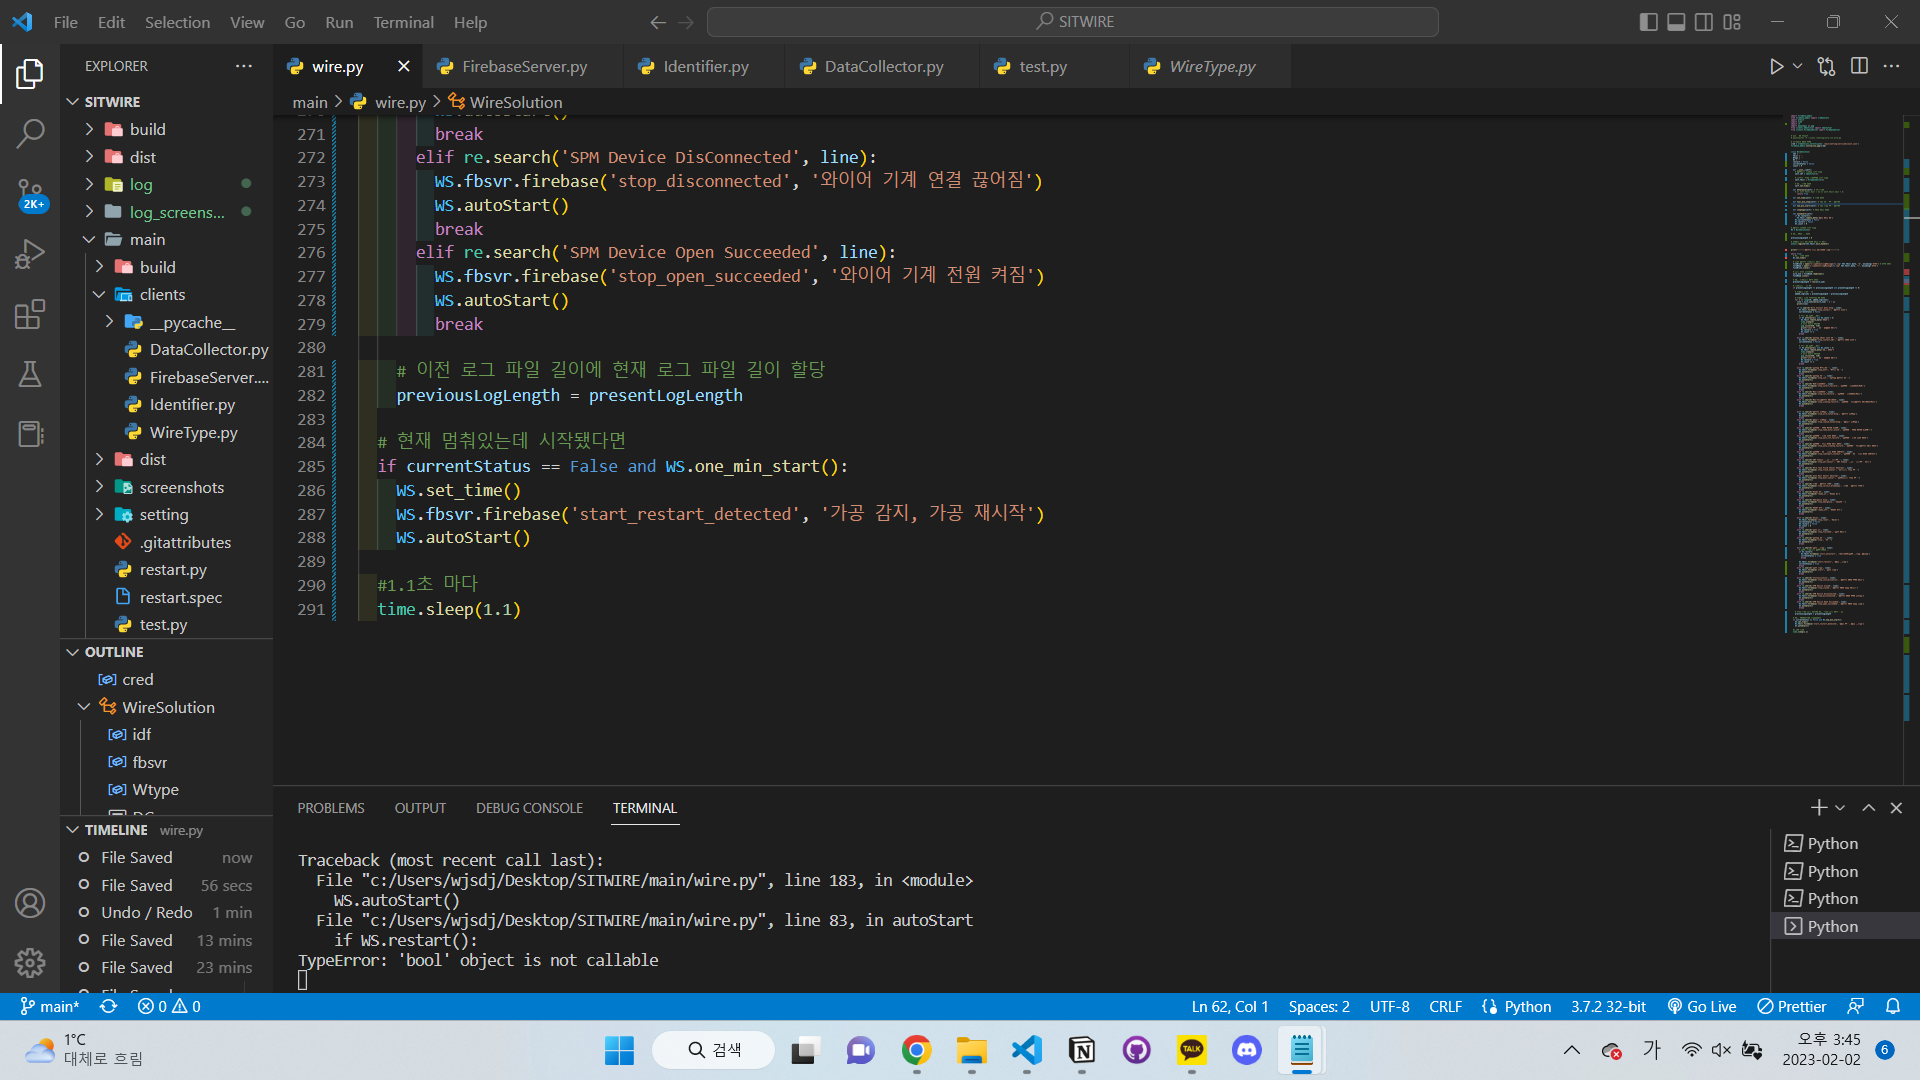 File Edit Selection View Go Run Terminal Help
SITWIRE
EXPLORER
wire.py
FirebaseServer.py
Identifier.py
DataCollector.py
test.py
WireType.py
main > wire.py > WireSolution
SITWIRE
build
dist
log
log_screens...
main
build
clients
__pycache__
DataCollector.py
FirebaseServer....
Identifier.py
WireType.py
dist
screenshots
setting
.gitattributes
restart.py
restart.spec
test.py
2K+
OUTLINE
cred
WireSolution
idf
fbsvr
Wtype
TIMELINE wire.py
File Saved now
File Saved 56 secs
Undo / Redo 1 min
File Saved 13 mins
File Saved 23 mins
271 break
272 elif re.search('SPM Device DisConnected', line):
273 WS.fbsvr.firebase('stop_disconnected', '와이어 기계 연결 끊어짐')
274 WS.autoStart()
275 break
276 elif re.search('SPM Device Open Succeeded', line):
277 WS.fbsvr.firebase('stop_open_succeeded', '와이어 기계 전원 켜짐')
278 WS.autoStart()
279 break
280
281 # 이전 로그 파일 길이에 현재 로그 파일 길이 할당
282 previousLogLength = presentLogLength
283
284 # 현재 멈춰있는데 시작됐다면
285 if currentStatus == False and WS.one_min_start():
286 WS.set_time()
287 WS.fbsvr.firebase('start_restart_detected', '가공 감지, 가공 재시작')
288 WS.autoStart()
289
290 #1.1초 마다
291 time.sleep(1.1)
PROBLEMS OUTPUT DEBUG CONSOLE TERMINAL
Traceback (most recent call last):
File "c:/Users/wjsdj/Desktop/SITWIRE/main/wire.py", line 183, in <module>
WS.autoStart()
File "c:/Users/wjsdj/Desktop/SITWIRE/main/wire.py", line 83, in autoStart
if WS.restart():
TypeError: 'bool' object is not callable
Python
Python
Python
Python
main* 0 0 Ln 62, Col 1 Spaces: 2 UTF-8 CRLF Python 3.7.2 32-bit Go Live Prettier
1°C
대체로 흐림
검색
TALK
가
오후 3:45
2023-02-02
6